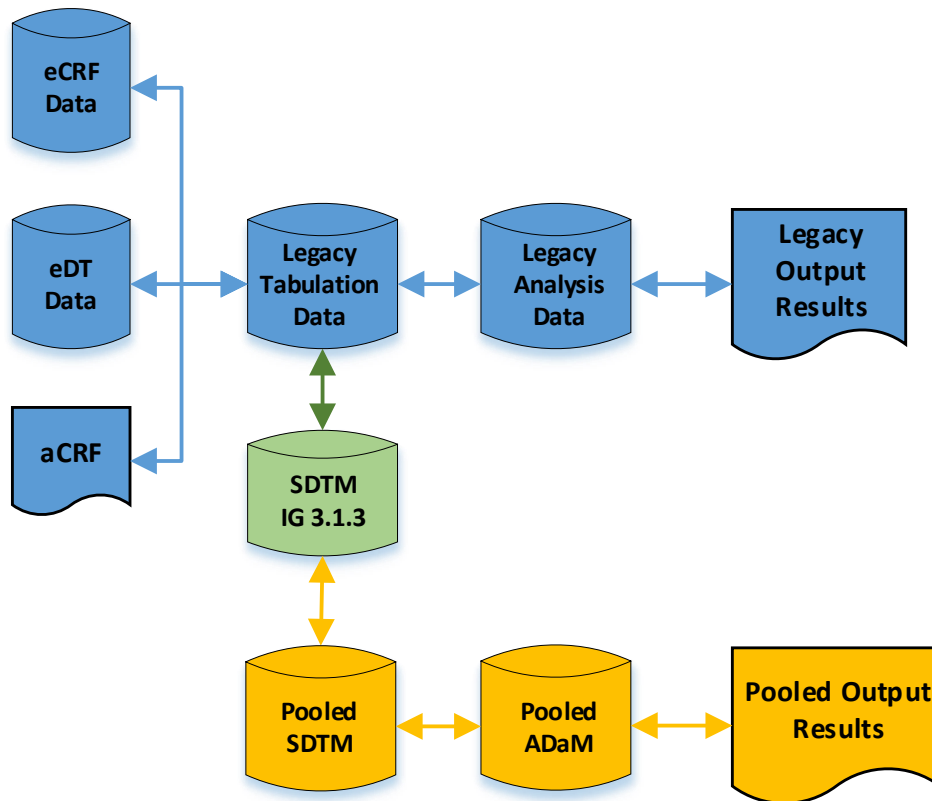 eCRF
Data
eDT
Data
Legacy
Tabulation
Data
Legacy
Analysis
Data
Legacy
Output
Results
aCRF
SDTM
IG 3.1.3
Pooled
SDTM
Pooled
ADaM
Pooled Output
Results